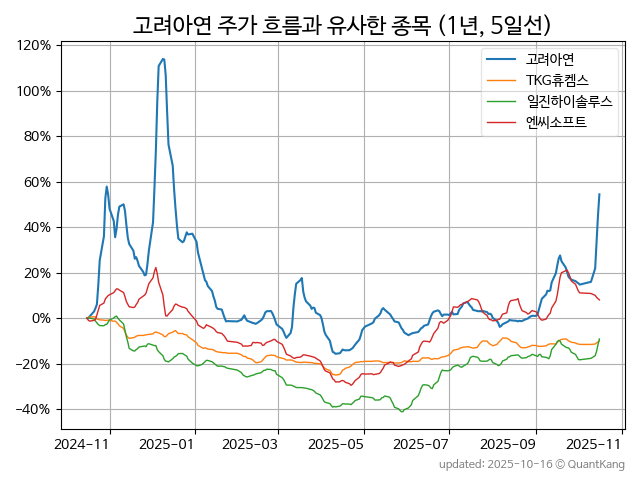 고려아연 주가 흐름과 유사한 종목 (1년, 5일선)
고려아연
TKG휴켐스
일진하이솔루스
엔씨소프트
120%
100%
80%
60%
40%
20%
0%
−20%
−40%
2024-11 2025-01 2025-03 2025-05 2025-07 2025-09 2025-11
updated: 2025-10-16 © QuantKang